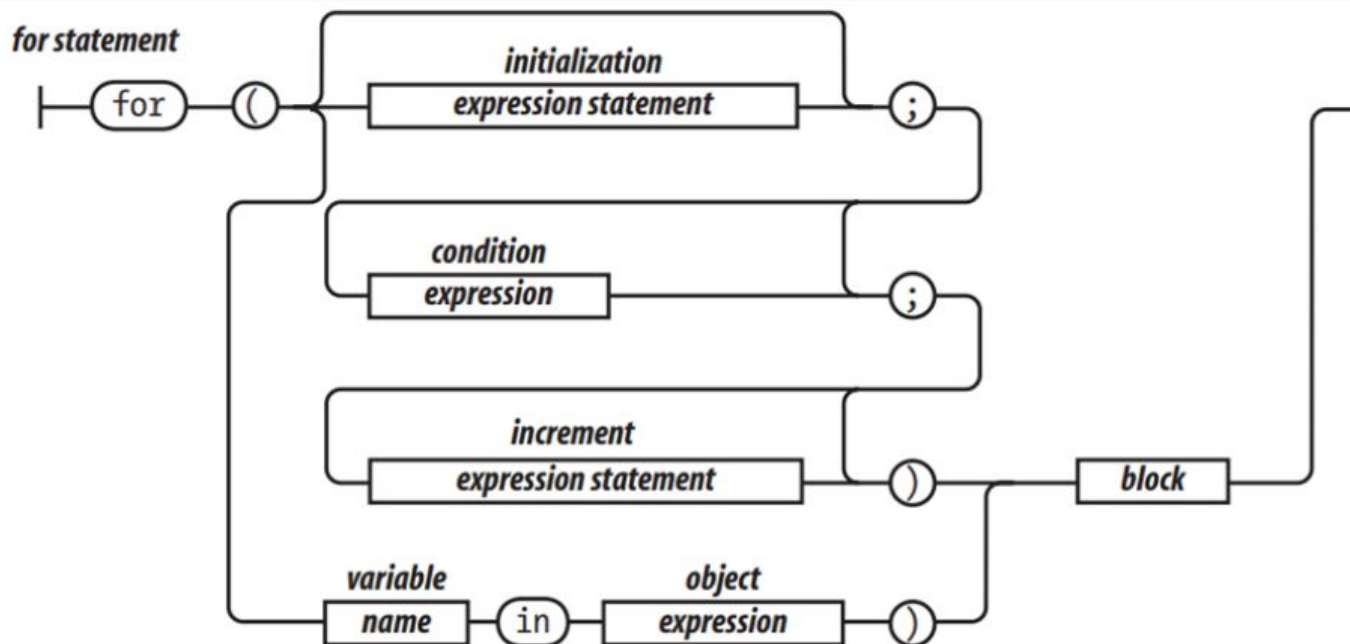 for statement
initialization
for ( expression statement ;
condition
expression ;
increment
expression statement ) block
variable object
name in expression )